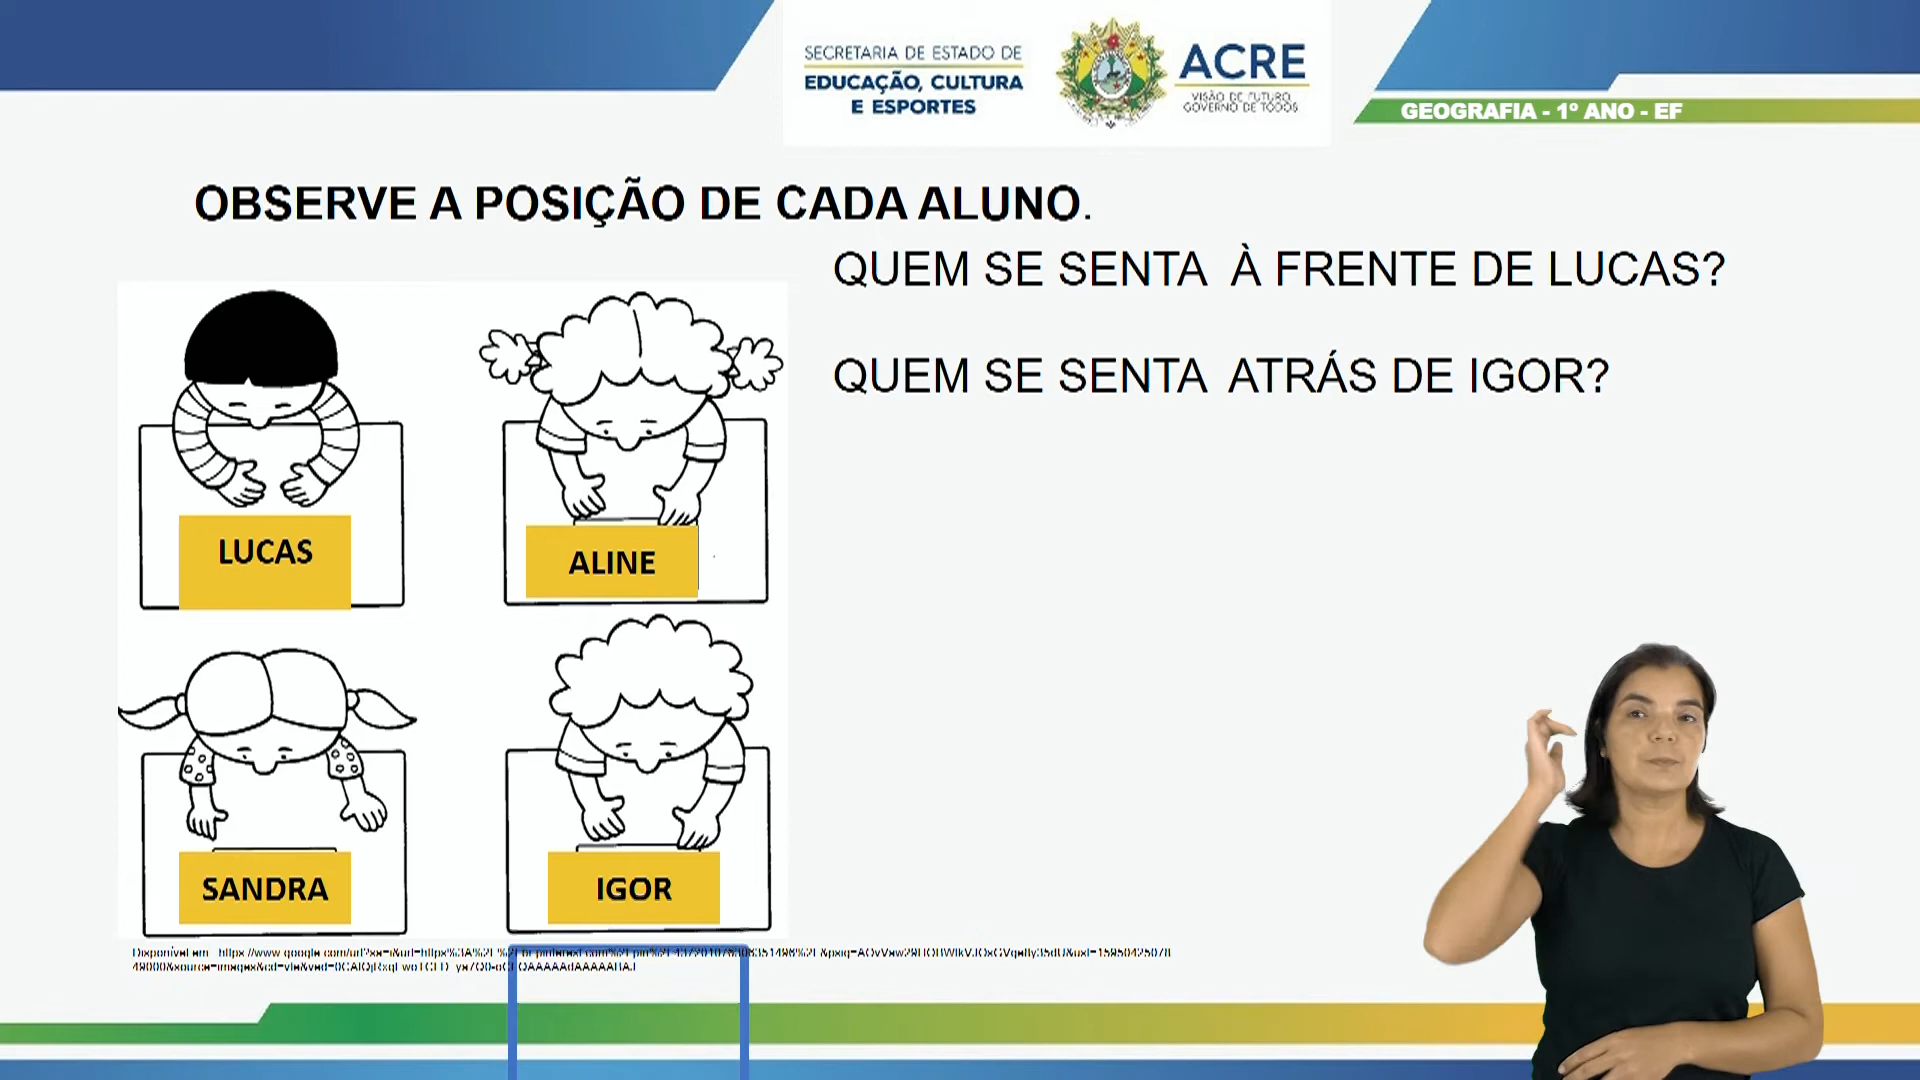 SECRETARIA DE ESTADO DE
EDUCAÇÃO, CULTURA
E ESPORTES
ACRE
VISÃO DE FUTURO,
GOVERNO DE TODOS
GEOGRAFIA - 1º ANO - EF
OBSERVE A POSIÇÃO DE CADA ALUNO.
QUEM SE SENTA À FRENTE DE LUCAS?
QUEM SE SENTA ATRÁS DE IGOR?
LUCAS
ALINE
SANDRA
IGOR
Disponível em: